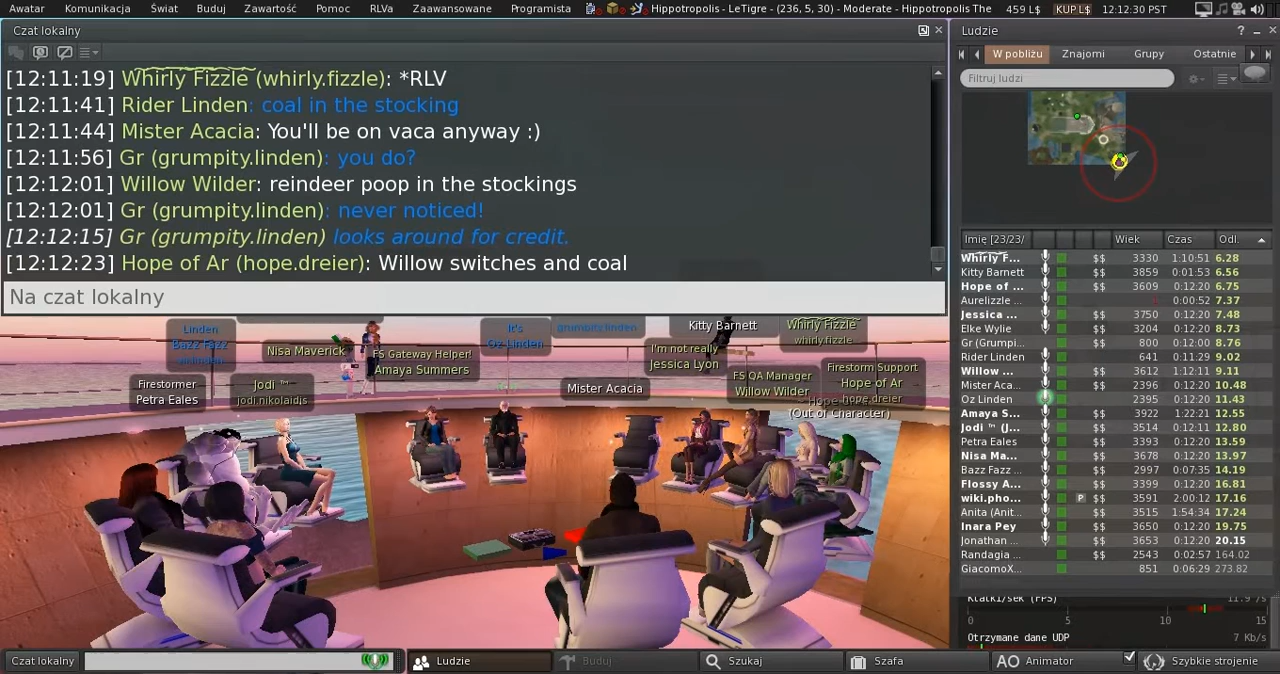 Awatar Komunikacja Świat Buduj Zawartość Pomoc RLVa Zaawansowane Programista Hippotropolis - LeTigre - (236, 5, 30) - Moderate - Hippotropolis The 459 L$ KUP L$ 12:12:30 PST
Czat lokalny
[12:11:19] Whirly Fizzle (whirly.fizzle): *RLV
[12:11:41] Rider Linden: coal in the stocking
[12:11:44] Mister Acacia: You'll be on vaca anyway :)
[12:11:56] Gr (grumpity.linden): you do?
[12:12:01] Willow Wilder: reindeer poop in the stockings
[12:12:01] Gr (grumpity.linden): never noticed!
[12:12:15] Gr (grumpity.linden) looks around for credit.
[12:12:23] Hope of Ar (hope.dreier): Willow switches and coal
Na czat lokalny
Linden
Bazz Fazz
Nisa Maverick
FS Gateway Helper!
Amaya Summers
It's
Oz Linden
grumpity.linden
Kitty Barnett
Whirly Fizzle
whirly.fizzle
I'm not really
Jessica Lyon
Firestormer
Petra Eales
Jodi ™
jodi.nikolaidis
Mister Acacia
FS QA Manager
Willow Wilder
Firestorm Support
Hope of Ar
hope.dreier
(Out of Character)
Ludzie
? _ ×
W pobliżu Znajomi Grupy Ostatnie
Filtruj ludzi
Imię [23/23/ Wiek Czas Odl.
Whirly F... $$ 3330 1:10:51 6.28
Kitty Barnett 3859 0:01:53 6.56
Hope of ... $$ 3609 0:12:20 6.75
Aurelizzle ... 0:00:52 7.37
Jessica ... $$ 3750 0:12:20 7.48
Elke Wylie $$ 3204 0:12:20 8.73
Gr (Grumpi... $$ 800 0:12:00 8.76
Rider Linden 641 0:11:29 9.02
Willow ... $$ 3612 0:12:11 9.11
Mister Aca... $$ 2396 0:12:20 10.48
Oz Linden 2395 0:12:20 11.43
Amaya S... $$ 3922 1:22:21 12.55
Jodi ™ (J... $$ 3514 0:12:11 12.80
Petra Eales 3393 0:12:20 13.59
Nisa Ma... $$ 3678 0:12:10 13.97
Bazz Fazz ... $$ 2997 0:07:35 14.19
Flossy A... $$ 3399 0:12:20 16.81
wiki.pho... P $$ 3591 2:00:12 17.16
Anita (Anit... $$ 3515 1:54:34 17.24
Inara Pey $$ 3650 0:12:20 19.75
Jonathan ... $$ 3653 0:12:20 20.15
Randagia ... $$ 2543 0:02:57 164.02
GiacomoX... 851 0:06:29 273.82
Klatki/sek (FPS) 11.9 /s
0 5 10 15
Otrzymane dane UDP 7 Kb/s
Czat lokalny Ludzie Buduj Szukaj Szafa AO Animator Szybkie strojenie